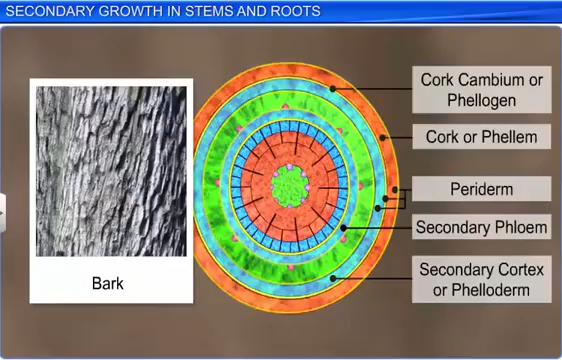 SECONDARY GROWTH IN STEMS AND ROOTS
Cork Cambium or
Phellogen
Cork or Phellem
Periderm
Secondary Phloem
Secondary Cortex
or Phelloderm
Bark